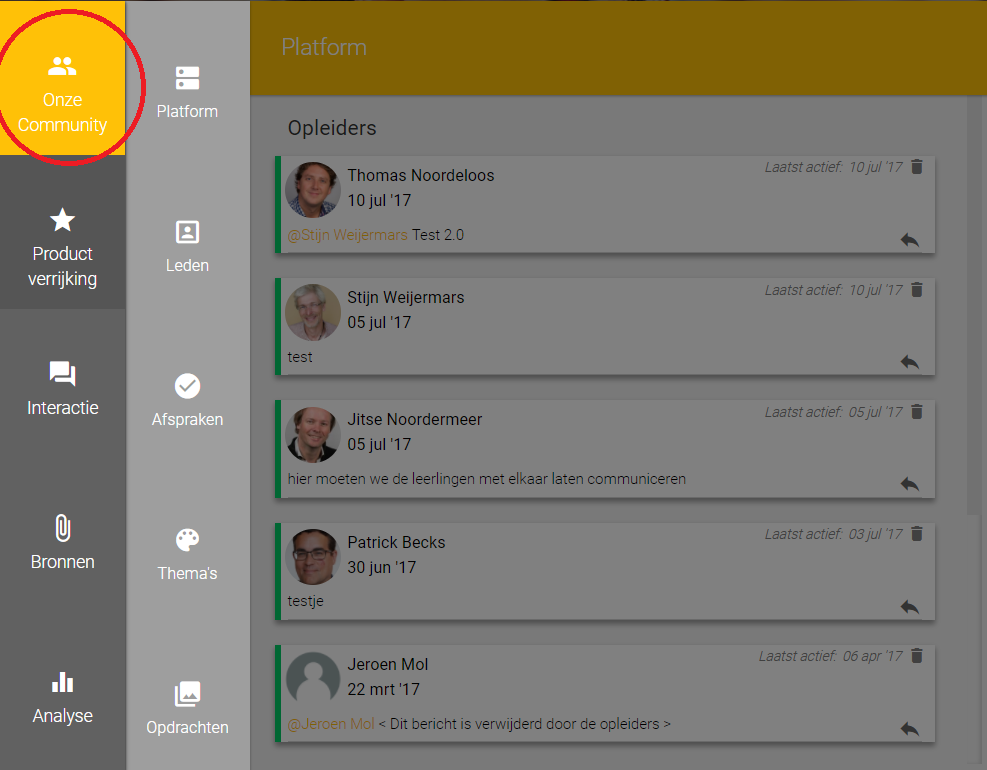 Onze
Community
Product
verrijking
Interactie
Bronnen
Analyse
Platform
Leden
Afspraken
Thema's
Opdrachten
Platform
Opleiders
Thomas Noordeloos
Laatst actief: 10 jul '17
10 jul '17
@Stijn Weijermars Test 2.0
Stijn Weijermars
Laatst actief: 10 jul '17
05 jul '17
test
Jitse Noordermeer
Laatst actief: 05 jul '17
05 jul '17
hier moeten we de leerlingen met elkaar laten communiceren
Patrick Becks
Laatst actief: 03 jul '17
30 jun '17
testje
Jeroen Mol
Laatst actief: 06 apr '17
22 mrt '17
@Jeroen Mol < Dit bericht is verwijderd door de opleiders >